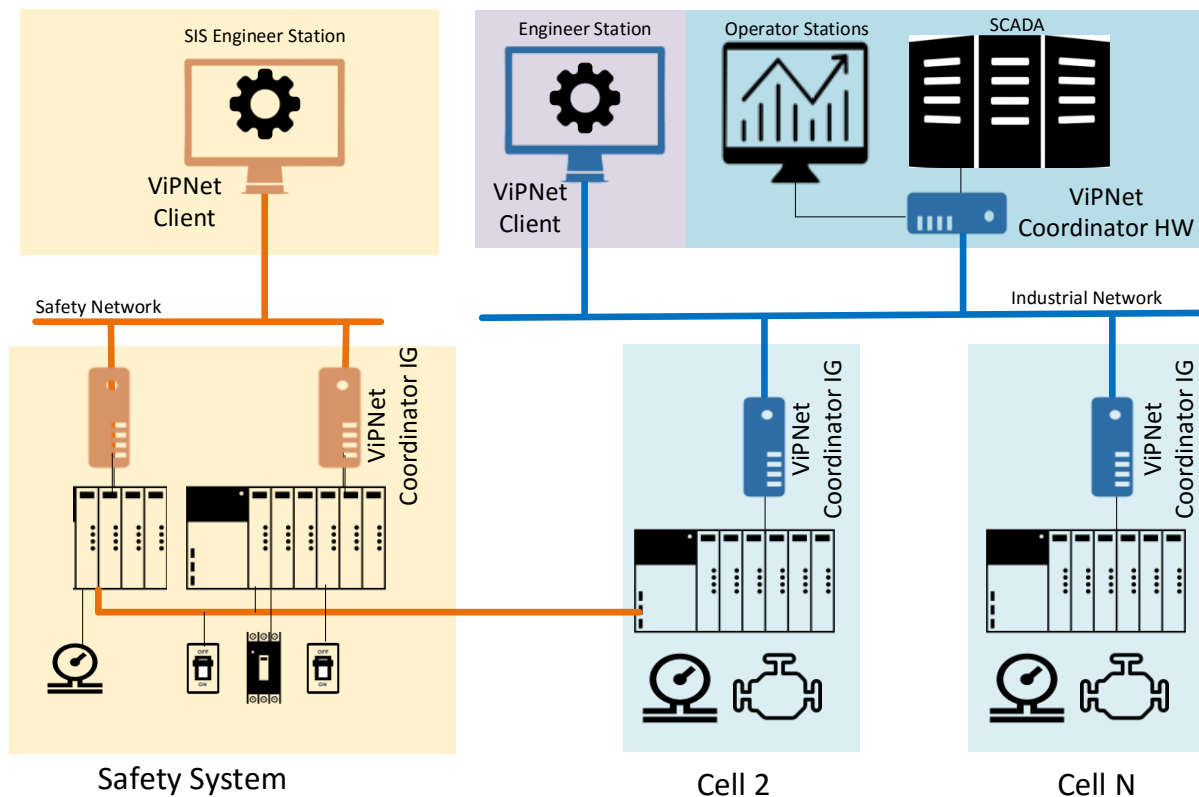 SIS Engineer Station
ViPNet
Client
Engineer Station
ViPNet
Client
Operator Stations
SCADA
ViPNet
Coordinator HW
Safety Network
Industrial Network
ViPNet
Coordinator IG
ViPNet
Coordinator IG
ViPNet
Coordinator IG
OFF
ON
OFF
ON
Safety System
Cell 2
Cell N